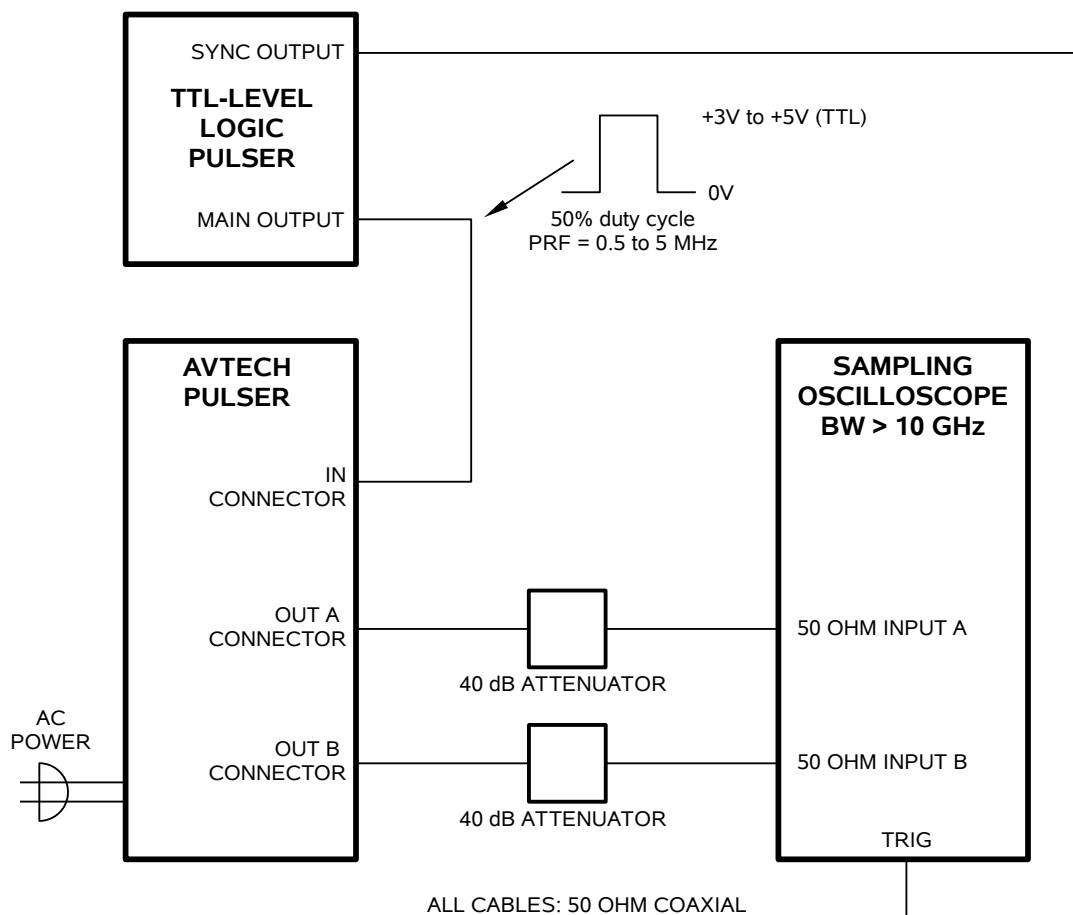 SYNC OUTPUT
TTL-LEVEL
LOGIC
PULSER
MAIN OUTPUT
+3V to +5V (TTL)
0V
50% duty cycle
PRF = 0.5 to 5 MHz
AVTECH
PULSER
IN
CONNECTOR
OUT A
CONNECTOR
OUT B
CONNECTOR
AC
POWER
40 dB ATTENUATOR
40 dB ATTENUATOR
SAMPLING
OSCILLOSCOPE
BW > 10 GHz
50 OHM INPUT A
50 OHM INPUT B
TRIG
ALL CABLES: 50 OHM COAXIAL